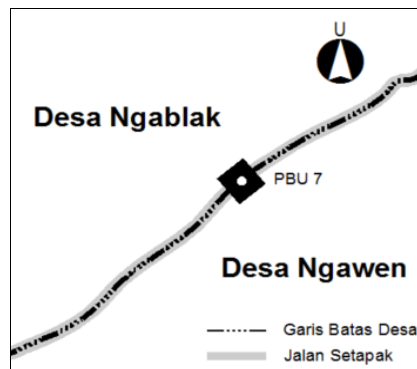 U
Desa Ngablak
PBU 7
Desa Ngawen
Garis Batas Desa
Jalan Setapak